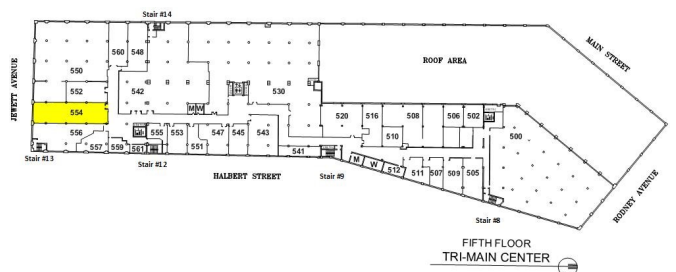 Stair #14
MAIN STREET
ROOF AREA
JEWETT AVENUE
560
548
550
552
542
530
554
M
W
520
516
508
506
502
500
510
556
555
553
547
545
543
557
559
561
551
541
Stair #13
Stair #12
HALBERT STREET
Stair #9
M
W
512
511
507
509
505
RODNEY AVENUE
Stair #8
FIFTH FLOOR
TRI-MAIN CENTER